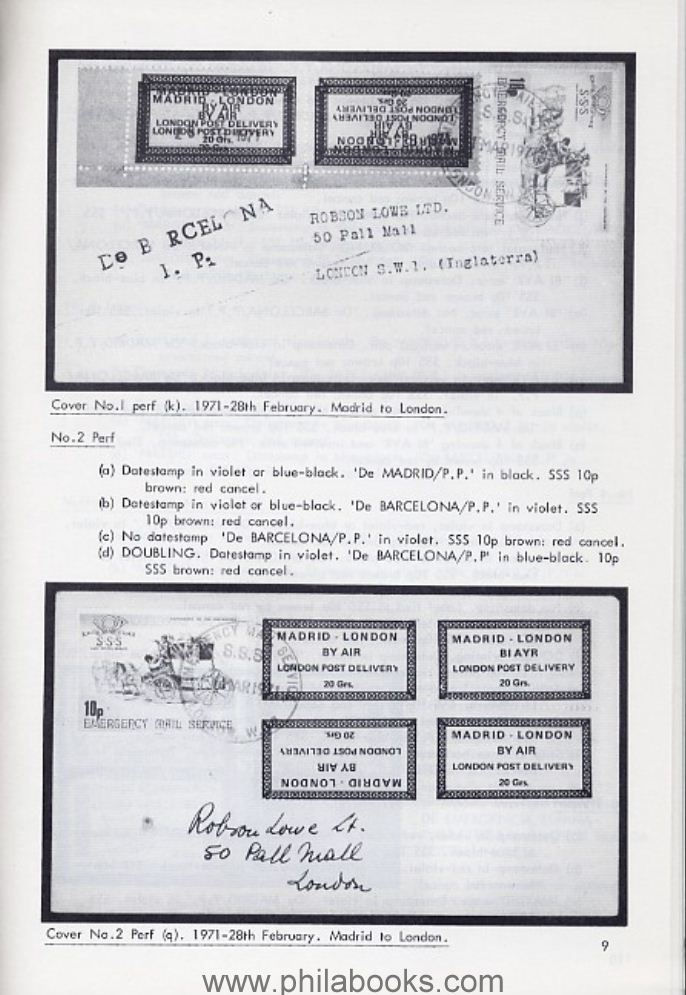 MADRID - LONDON
MADRID - LONDON
BY AIR
BY AIR
LONDON POST DELIVERY
LONDON POST DELIVERY
20 Grs.
20 Grs.
LONDON POST DELIVERY
BY AIR
MADRID - LONDON
10p
EMERGENCY MAIL SERVICE
SSS
De B RCEL NA
I. P.
ROBSON LOWE LTD.
50 Pall Mall
LONDON S.W.1. (Inglaterra)
Cover No.1 perf (k). 1971-28th February. Madrid to London.
No.2 Perf
(a) Datestamp in violet or blue-black. 'De MADRID/P.P.' in black. SSS 10p
brown: red cancel.
(b) Datestamp in violet or blue-black. 'De BARCELONA/P.P.' in violet. SSS
10p brown: red cancel.
(c) No datestamp 'De BARCELONA/P.P.' in violet. SSS 10p brown: red cancel.
(d) DOUBLING. Datestamp in violet. 'De BARCELONA/P.P' in blue-black. 10p
SSS brown: red cancel.
SSS
10p
EMERGENCY MAIL SERVICE
MADRID - LONDON
BY AIR
LONDON POST DELIVERY
20 Grs.
MADRID - LONDON
BI AYR
LONDON POST DELIVERY
20 Grs.
MADRID - LONDON
BY AIR
LONDON POST DELIVERY
20 Grs.
MADRID - LONDON
BY AIR
LONDON POST DELIVERY
20 Grs.
Robson Lowe Lt.
50 Pall Mall
London
Cover No.2 Perf (q). 1971-28th February. Madrid to London.
9
www.philabooks.com